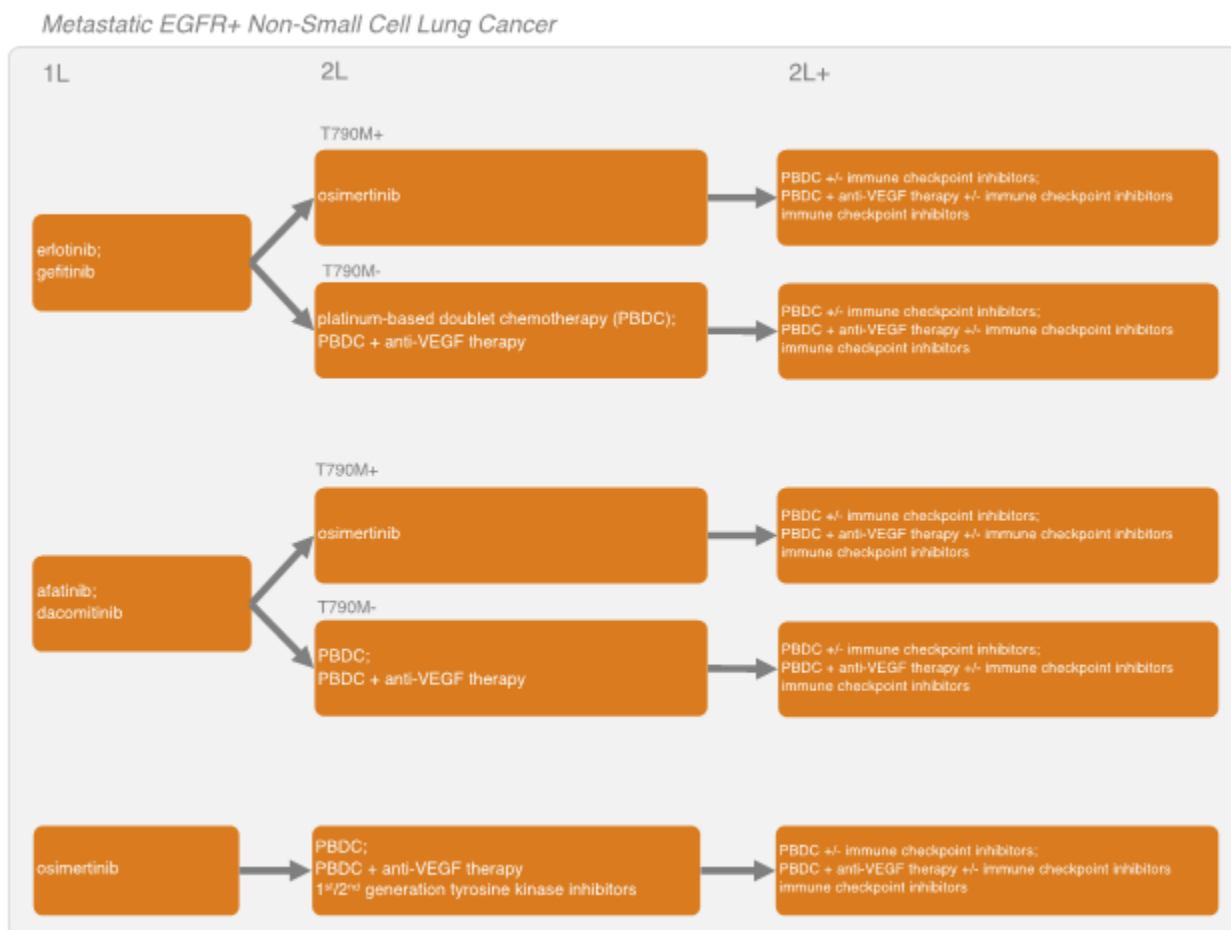 Metastatic EGFR+ Non-Small Cell Lung Cancer
1L
2L
2L+
erlotinib;
gefitinib
T790M+
osimertinib
PBDC +/- immune checkpoint inhibitors;
PBDC + anti-VEGF therapy +/- immune checkpoint inhibitors
immune checkpoint inhibitors
T790M-
platinum-based doublet chemotherapy (PBDC);
PBDC + anti-VEGF therapy
PBDC +/- immune checkpoint inhibitors;
PBDC + anti-VEGF therapy +/- immune checkpoint inhibitors
immune checkpoint inhibitors
afatinib;
dacomitinib
T790M+
osimertinib
PBDC +/- immune checkpoint inhibitors;
PBDC + anti-VEGF therapy +/- immune checkpoint inhibitors
immune checkpoint inhibitors
T790M-
PBDC;
PBDC + anti-VEGF therapy
PBDC +/- immune checkpoint inhibitors;
PBDC + anti-VEGF therapy +/- immune checkpoint inhibitors
immune checkpoint inhibitors
osimertinib
PBDC;
PBDC + anti-VEGF therapy
1st/2nd generation tyrosine kinase inhibitors
PBDC +/- immune checkpoint inhibitors;
PBDC + anti-VEGF therapy +/- immune checkpoint inhibitors
immune checkpoint inhibitors